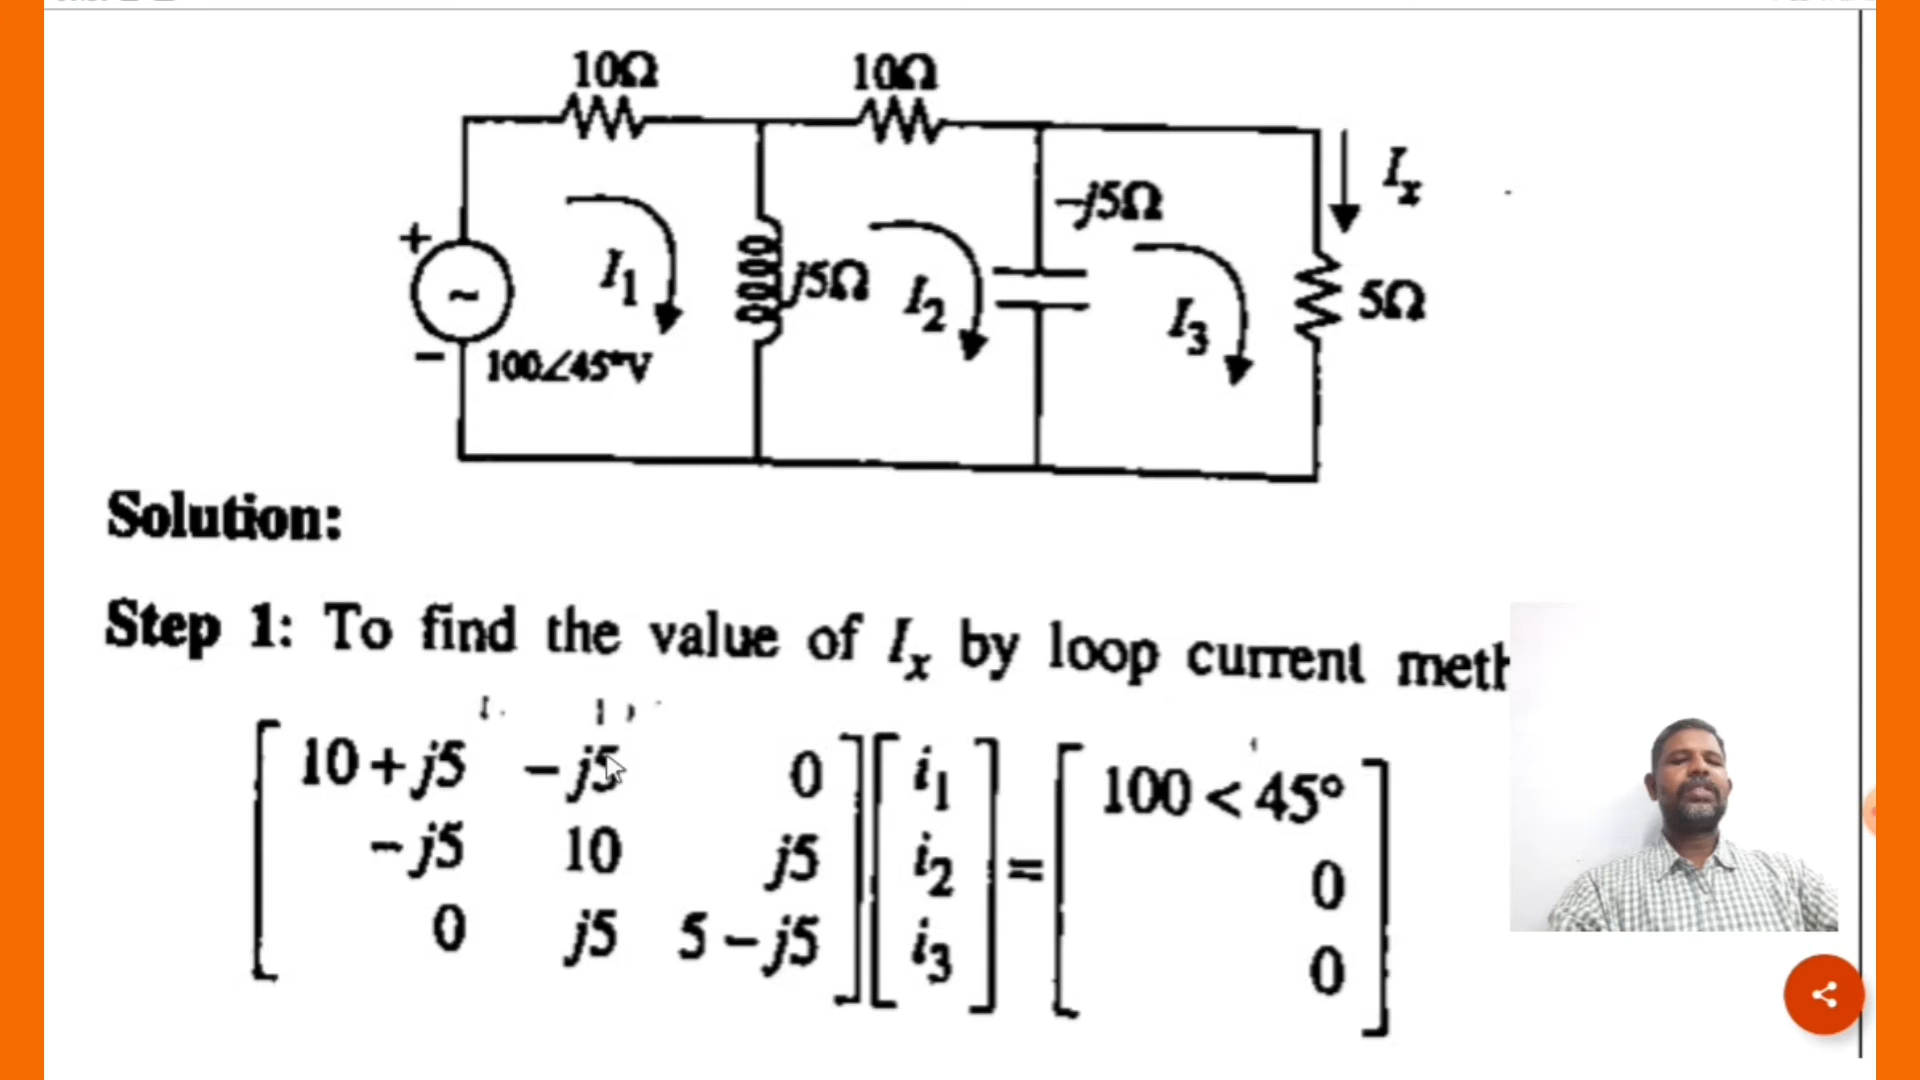 10Ω 10Ω
I_x
-j5Ω
+
I_1 j5Ω I_2 I_3 5Ω
~
− 100∠45°V
Solution:
Step 1: To find the value of I_x by loop current
[ 10+j5 −j5 0 ] [ i_1 ] = [ 100 < 45° ]
[ −j5 10 j5 ] [ i_2 ] [ 0 ]
[ 0 j5 5−j5 ] [ i_3 ] [ 0 ]